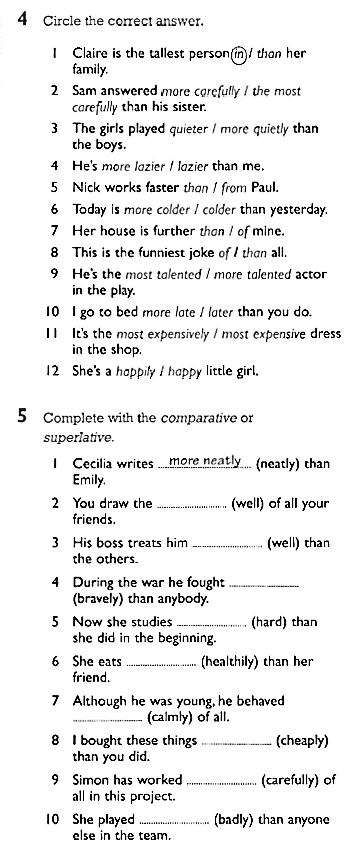 4 Circle the correct answer.
1 Claire is the tallest person in / than her
family.
2 Sam answered more carefully / the most
carefully than his sister.
3 The girls played quieter / more quietly than
the boys.
4 He's more lazier / lazier than me.
5 Nick works faster than / from Paul.
6 Today is more colder / colder than yesterday.
7 Her house is further than / of mine.
8 This is the funniest joke of / than all.
9 He's the most talented / more talented actor
in the play.
10 I go to bed more late / later than you do.
11 It's the most expensively / most expensive dress
in the shop.
12 She's a happily / happy little girl.
5 Complete with the comparative or
superlative.
1 Cecilia writes ...more neatly... (neatly) than
Emily.
2 You draw the ........................ (well) of all your
friends.
3 His boss treats him ........................ (well) than
the others.
4 During the war he fought ........................
(bravely) than anybody.
5 Now she studies ........................ (hard) than
she did in the beginning.
6 She eats ........................ (healthily) than her
friend.
7 Although he was young, he behaved
........................ (calmly) of all.
8 I bought these things ........................ (cheaply)
than you did.
9 Simon has worked ........................ (carefully) of
all in this project.
10 She played ........................ (badly) than anyone
else in the team.